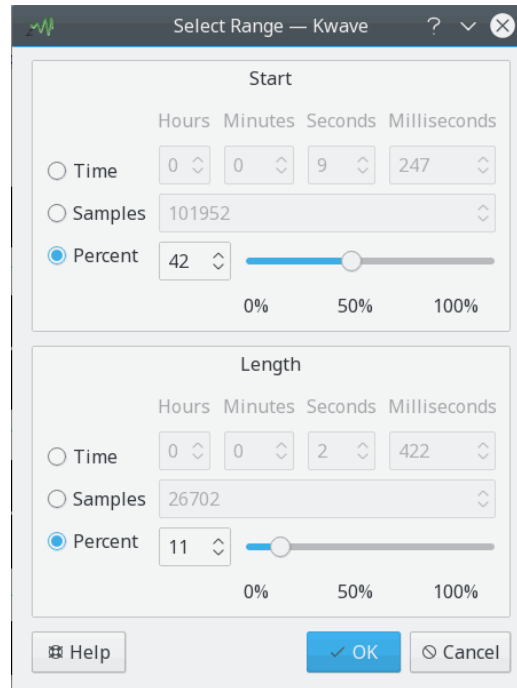 Select Range — Kwave
Start
Hours Minutes Seconds Milliseconds
Time 0 0 9 247
Samples 101952
Percent 42
0% 50% 100%
Length
Hours Minutes Seconds Milliseconds
Time 0 0 2 422
Samples 26702
Percent 11
0% 50% 100%
Help OK Cancel